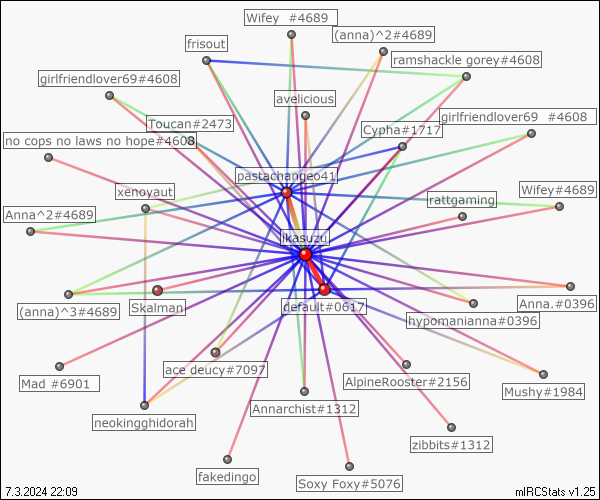 Wifey  #4689
(anna)^2#4689
frisout
ramshackle gorey#4608
girlfriendlover69#4608
avelicious
Toucan#2473
girlfriendlover69  #4608
Cypha#1717
no cops no laws no hope#4608
pastachangeo41
xenoyaut
rattgaming
Wifey#4689
Anna^2#4689
jkasuzu
Anna.#0396
(anna)^3#4689
Skalman
default#0617
hypomanianna#0396
ace deucy#7097
Mad #6901
AlpineRooster#2156
Mushy#1984
Annarchist#1312
neokingghidorah
zibbits#1312
fakedingo
Soxy Foxy#5076
7.3.2024 22:09
mIRCStats v1.25